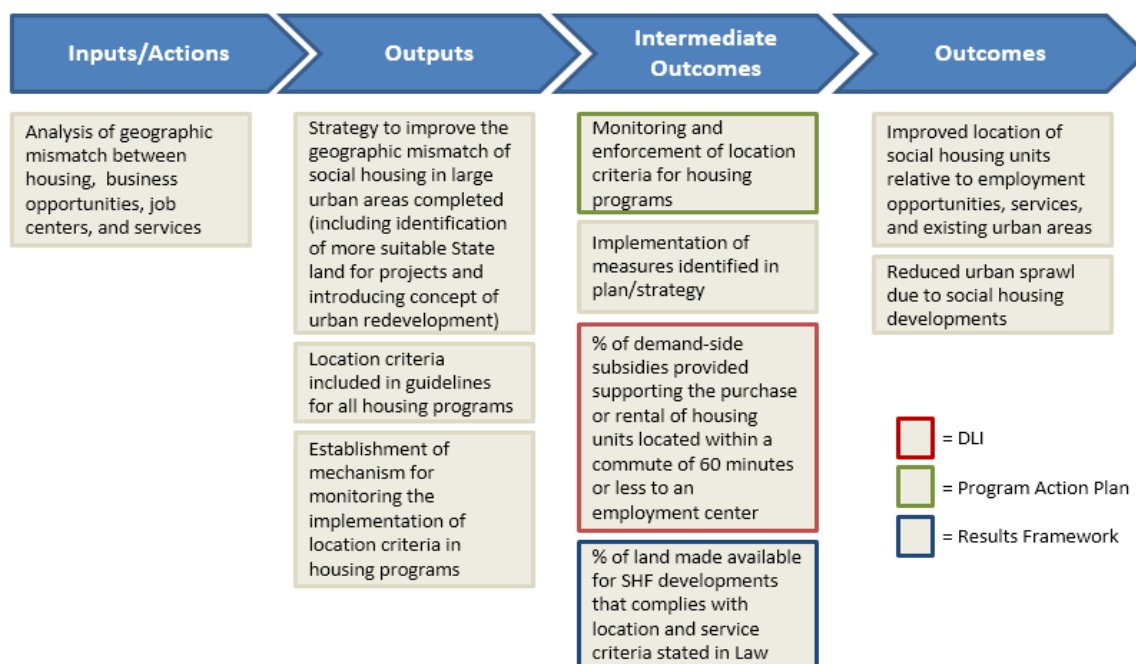 Inputs/Actions
Outputs
Intermediate
Outcomes
Outcomes
Analysis of geographic
mismatch between
housing, business
opportunities, job
centers, and services
Strategy to improve the
geographic mismatch of
social housing in large
urban areas completed
(including identification
of more suitable State
land for projects and
introducing concept of
urban redevelopment)
Location criteria
included in guidelines
for all housing programs
Establishment of
mechanism for
monitoring the
implementation of
location criteria in
housing programs
Monitoring and
enforcement of location
criteria for housing
programs
Implementation of
measures identified in
plan/strategy
% of demand-side
subsidies provided
supporting the purchase
or rental of housing
units located within a
commute of 60 minutes
or less to an
employment center
% of land made available
for SHF developments
that complies with
location and service
criteria stated in Law
Improved location of
social housing units
relative to employment
opportunities, services,
and existing urban areas
Reduced urban sprawl
due to social housing
developments
= DLI
= Program Action Plan
= Results Framework